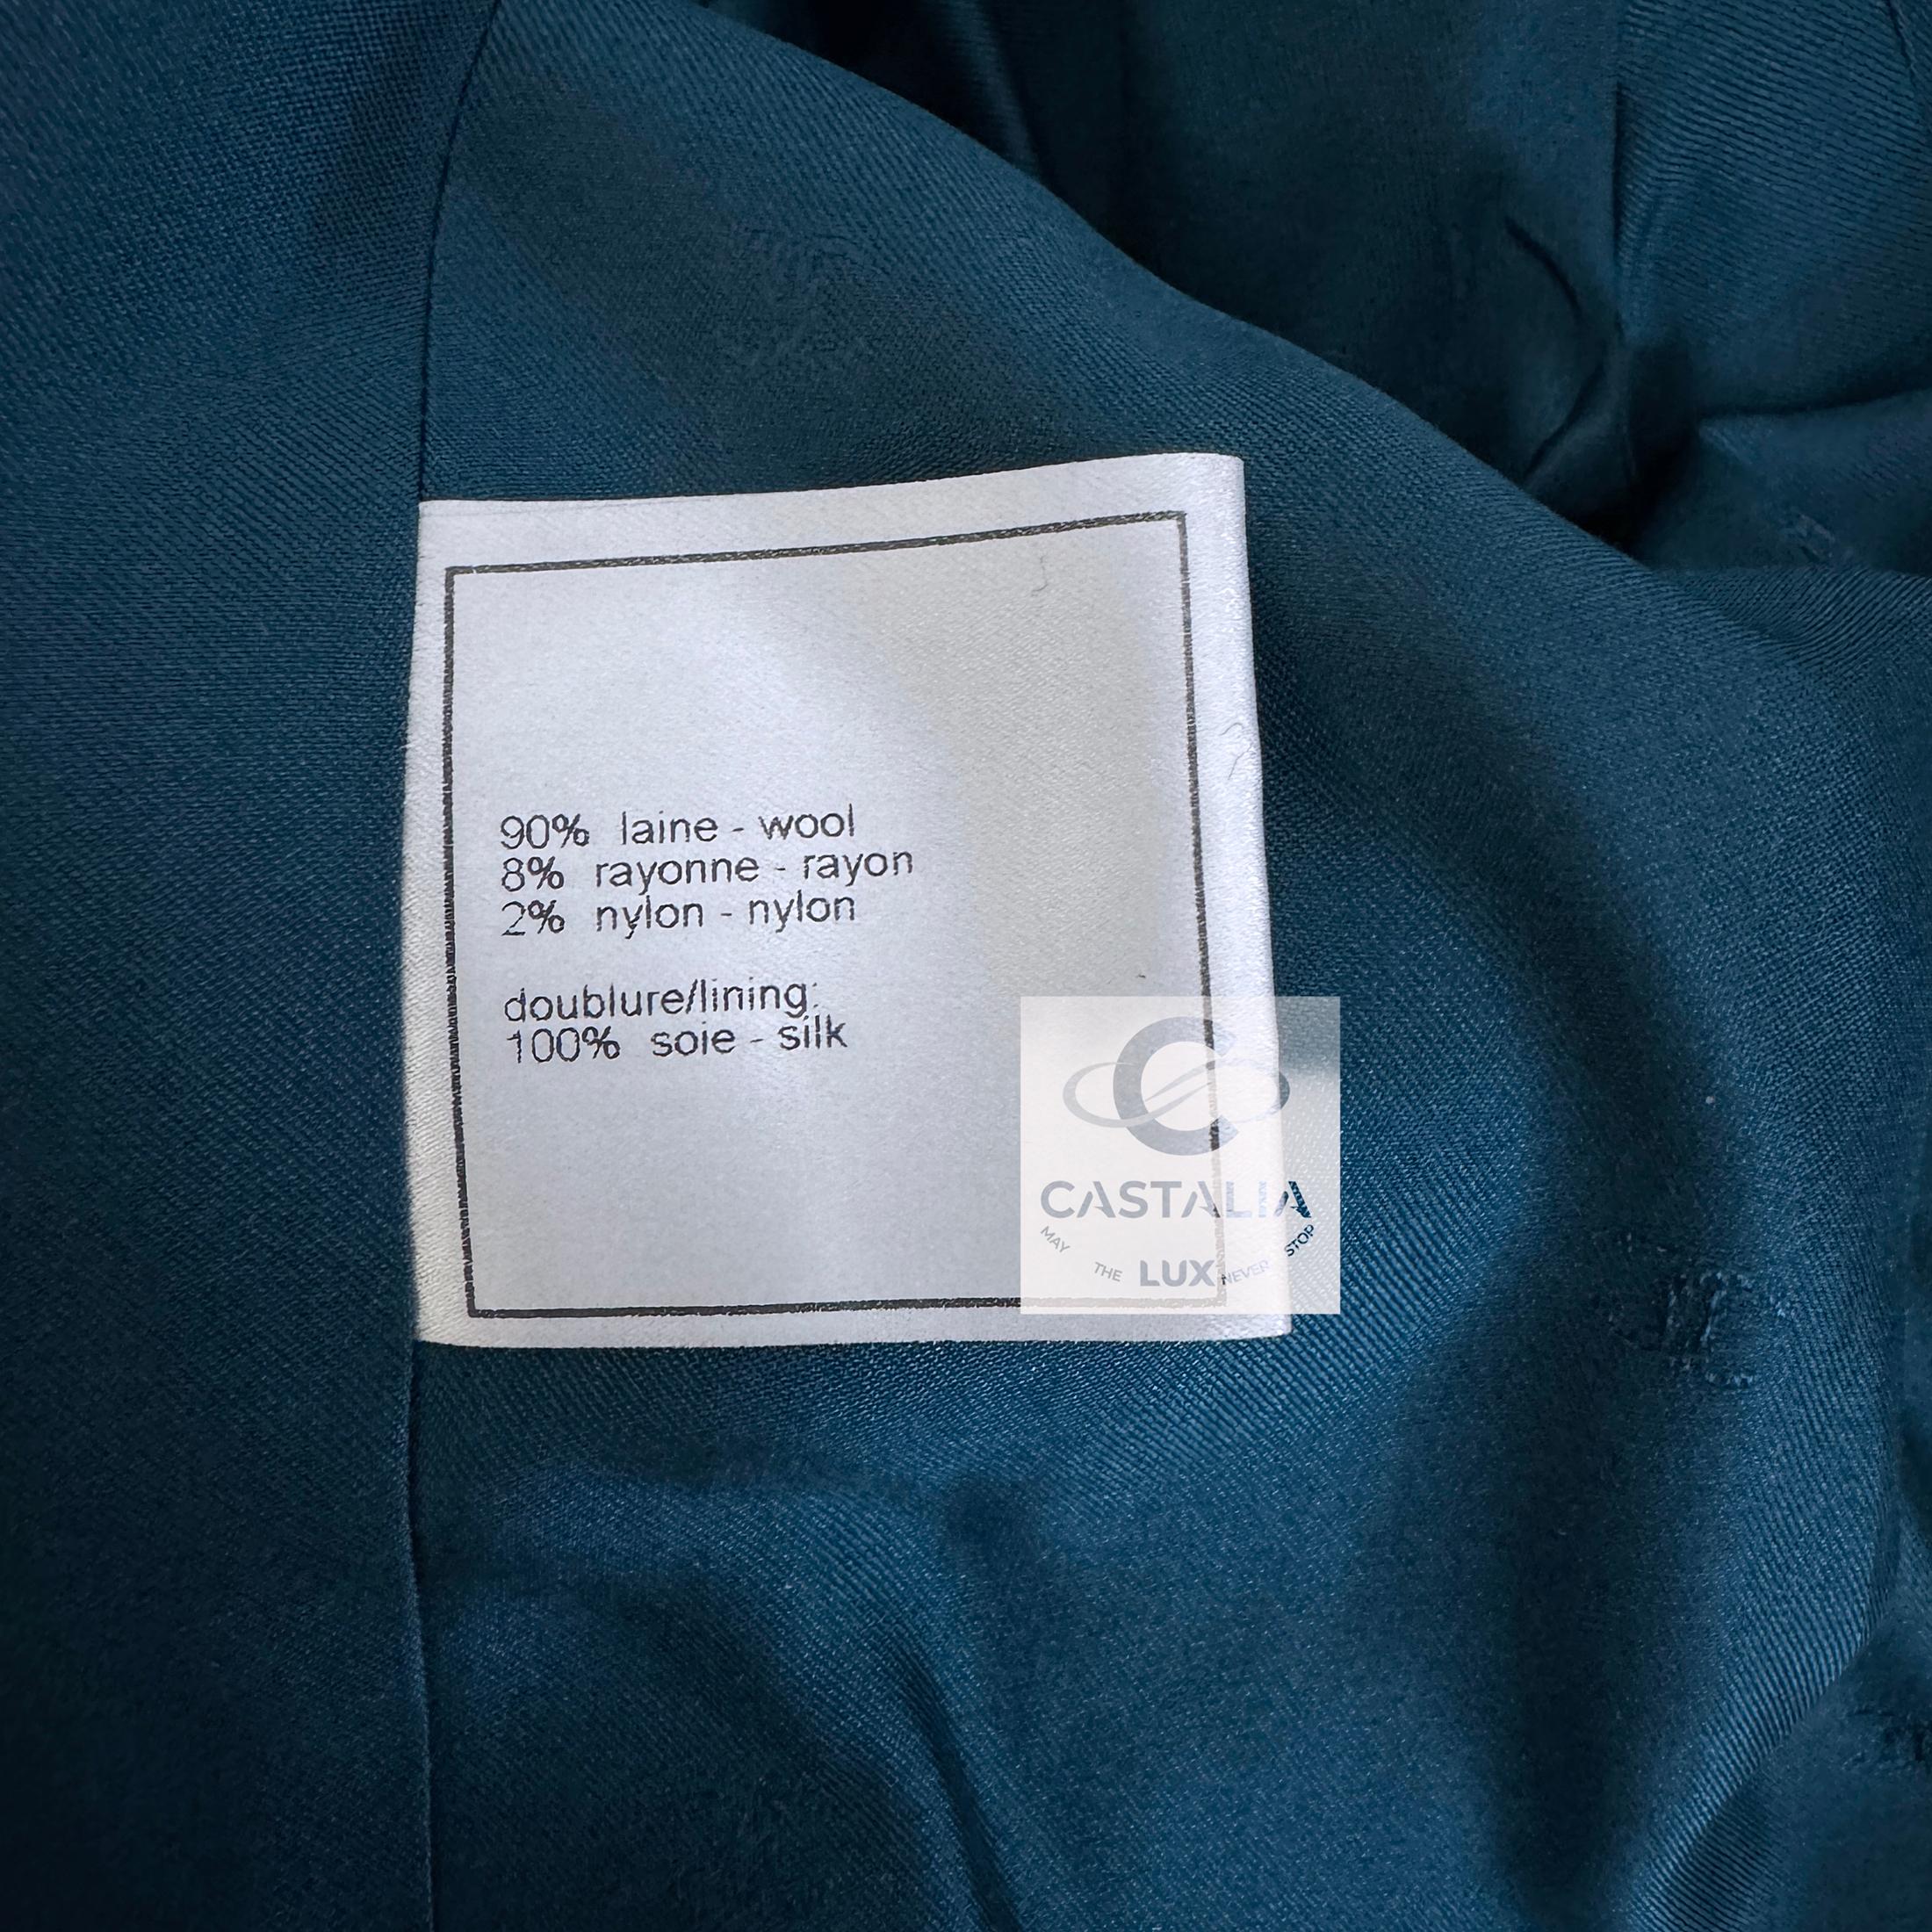 90% laine - wool
8% rayonne - rayon
2% nylon - nylon
doublure/lining:
100% soie - silk
CASTALIA
MAY THE LUX NEVER STOP